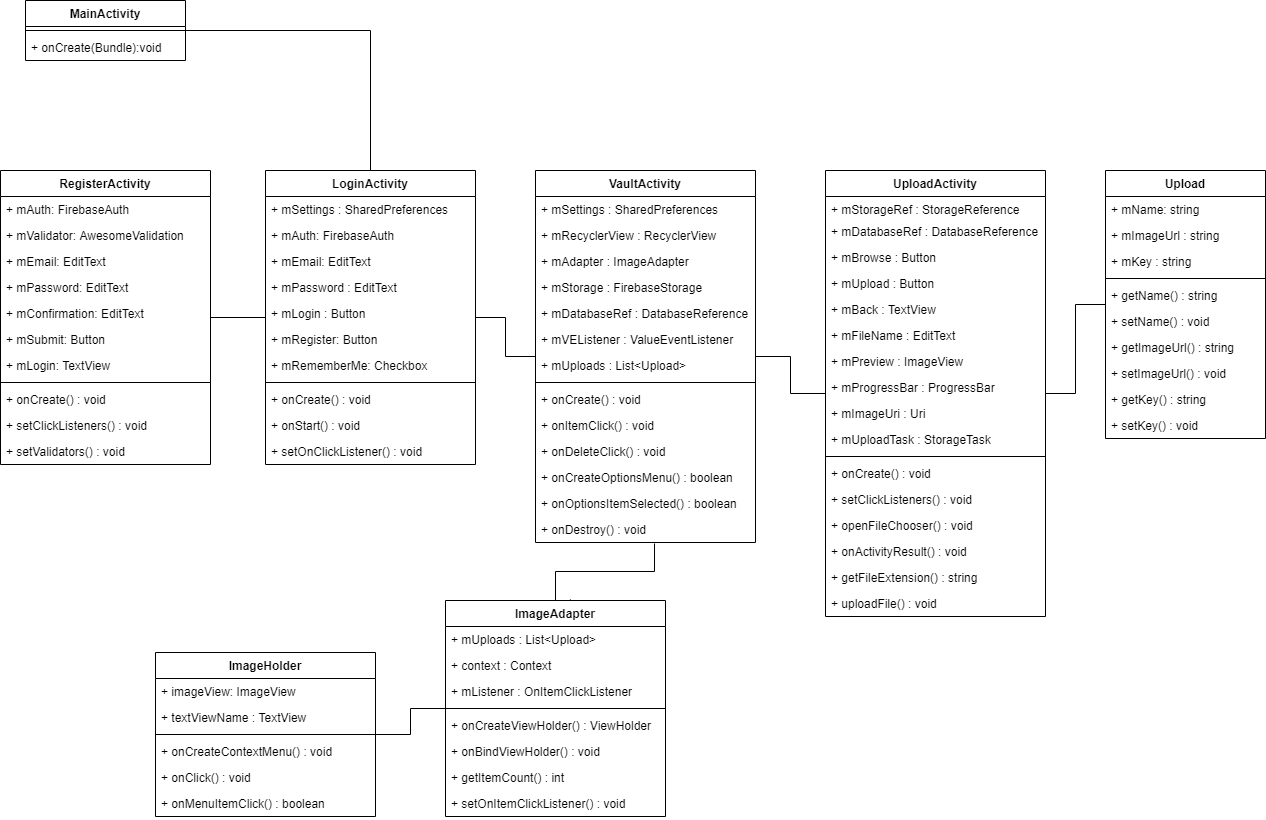 MainActivity
+ onCreate(Bundle):void
RegisterActivity
+ mAuth: FirebaseAuth
+ mValidator: AwesomeValidation
+ mEmail: EditText
+ mPassword: EditText
+ mConfirmation: EditText
+ mSubmit: Button
+ mLogin: TextView
+ onCreate() : void
+ setClickListeners() : void
+ setValidators() : void
LoginActivity
+ mSettings : SharedPreferences
+ mAuth: FirebaseAuth
+ mEmail: EditText
+ mPassword : EditText
+ mLogin : Button
+ mRegister: Button
+ mRememberMe: Checkbox
+ onCreate() : void
+ onStart() : void
+ setOnClickListener() : void
VaultActivity
+ mSettings : SharedPreferences
+ mRecyclerView : RecyclerView
+ mAdapter : ImageAdapter
+ mStorage : FirebaseStorage
+ mDatabaseRef : DatabaseReference
+ mVEListener : ValueEventListener
+ mUploads : List<Upload>
+ onCreate() : void
+ onItemClick() : void
+ onDeleteClick() : void
+ onCreateOptionsMenu() : boolean
+ onOptionsItemSelected() : boolean
+ onDestroy() : void
UploadActivity
+ mStorageRef : StorageReference
+ mDatabaseRef : DatabaseReference
+ mBrowse : Button
+ mUpload : Button
+ mBack : TextView
+ mFileName : EditText
+ mPreview : ImageView
+ mProgressBar : ProgressBar
+ mImageUri : Uri
+ mUploadTask : StorageTask
+ onCreate() : void
+ setClickListeners() : void
+ openFileChooser() : void
+ onActivityResult() : void
+ getFileExtension() : string
+ uploadFile() : void
Upload
+ mName: string
+ mImageUrl : string
+ mKey : string
+ getName() : string
+ setName() : void
+ getImageUrl() : string
+ setImageUrl() : void
+ getKey() : string
+ setKey() : void
ImageHolder
+ imageView: ImageView
+ textViewName : TextView
+ onCreateContextMenu() : void
+ onClick() : void
+ onMenuItemClick() : boolean
ImageAdapter
+ mUploads : List<Upload>
+ context : Context
+ mListener : OnItemClickListener
+ onCreateViewHolder() : ViewHolder
+ onBindViewHolder() : void
+ getItemCount() : int
+ setOnItemClickListener() : void